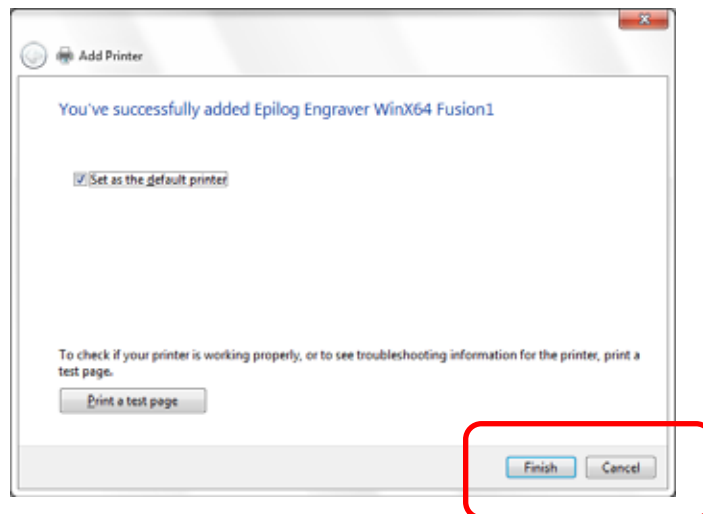 Add Printer
You've successfully added Epilog Engraver WinX64 Fusion1
Set as the default printer
To check if your printer is working properly, or to see troubleshooting information for the printer, print a
test page.
Print a test page
Finish Cancel